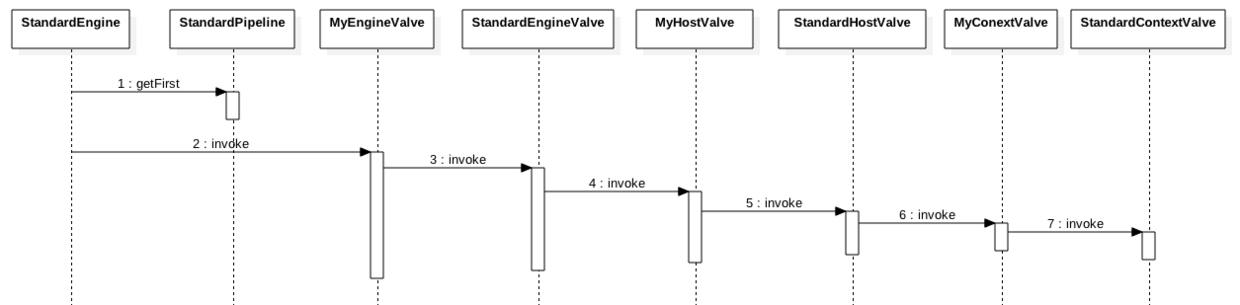 StandardEngine
StandardPipeline
MyEngineValve
StandardEngineValve
MyHostValve
StandardHostValve
MyConextValve
StandardContextValve
1 : getFirst
2 : invoke
3 : invoke
4 : invoke
5 : invoke
6 : invoke
7 : invoke